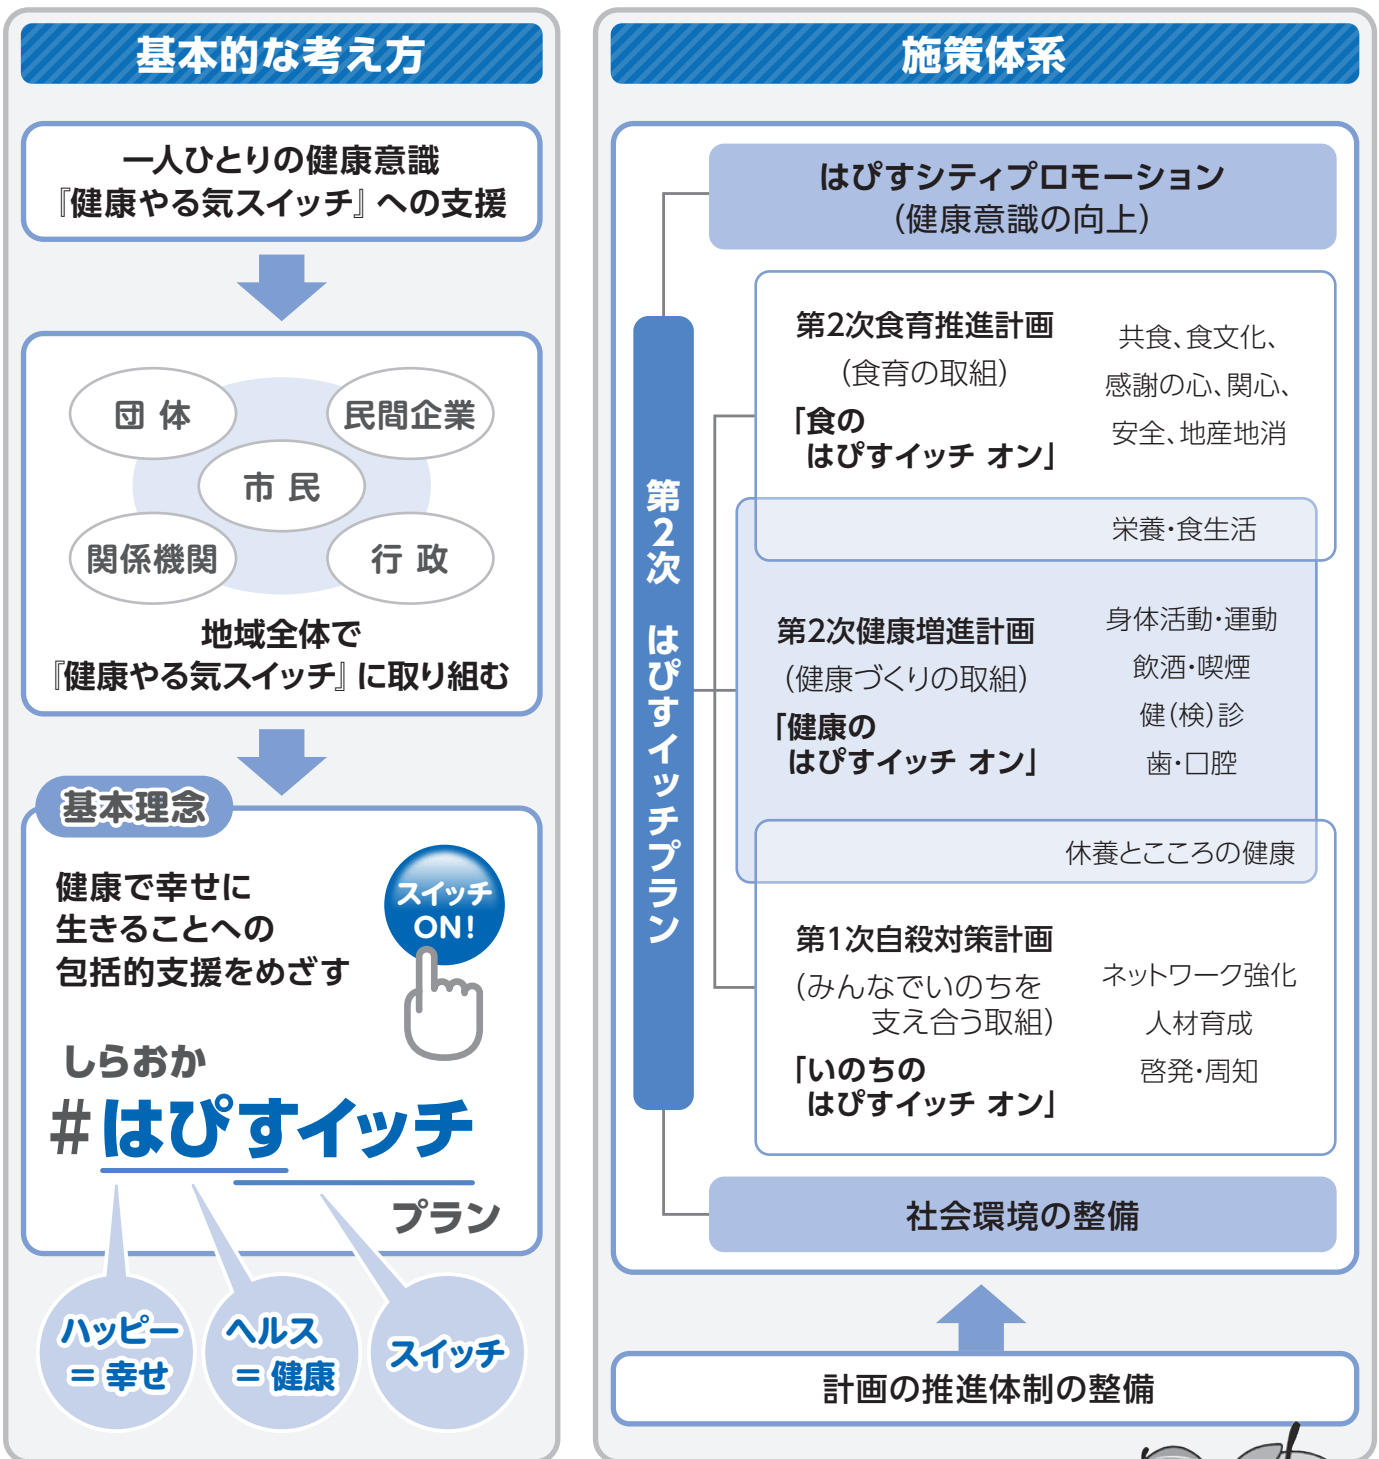 基本的な考え方
一人ひとりの健康意識
『健康やる気スイッチ』への支援
団 体
民間企業
市 民
関係機関
行 政
地域全体で
『健康やる気スイッチ』に取り組む
基本理念
健康で幸せに
生きることへの
包括的支援をめざす
スイッチ
ON!
しらおか
#はぴすイッチ
プラン
ハッピー
=幸せ
ヘルス
=健康
スイッチ
施策体系
第2次 はぴすイッチプラン
はぴすシティプロモーション
(健康意識の向上)
第2次食育推進計画
(食育の取組)
「食の
はぴすイッチ オン」
共食、食文化、
感謝の心、関心、
安全、地産地消
栄養・食生活
第2次健康増進計画
(健康づくりの取組)
「健康の
はぴすイッチ オン」
身体活動・運動
飲酒・喫煙
健(検)診
歯・口腔
休養とこころの健康
第1次自殺対策計画
(みんなでいのちを
支え合う取組)
「いのちの
はぴすイッチ オン」
ネットワーク強化
人材育成
啓発・周知
社会環境の整備
計画の推進体制の整備